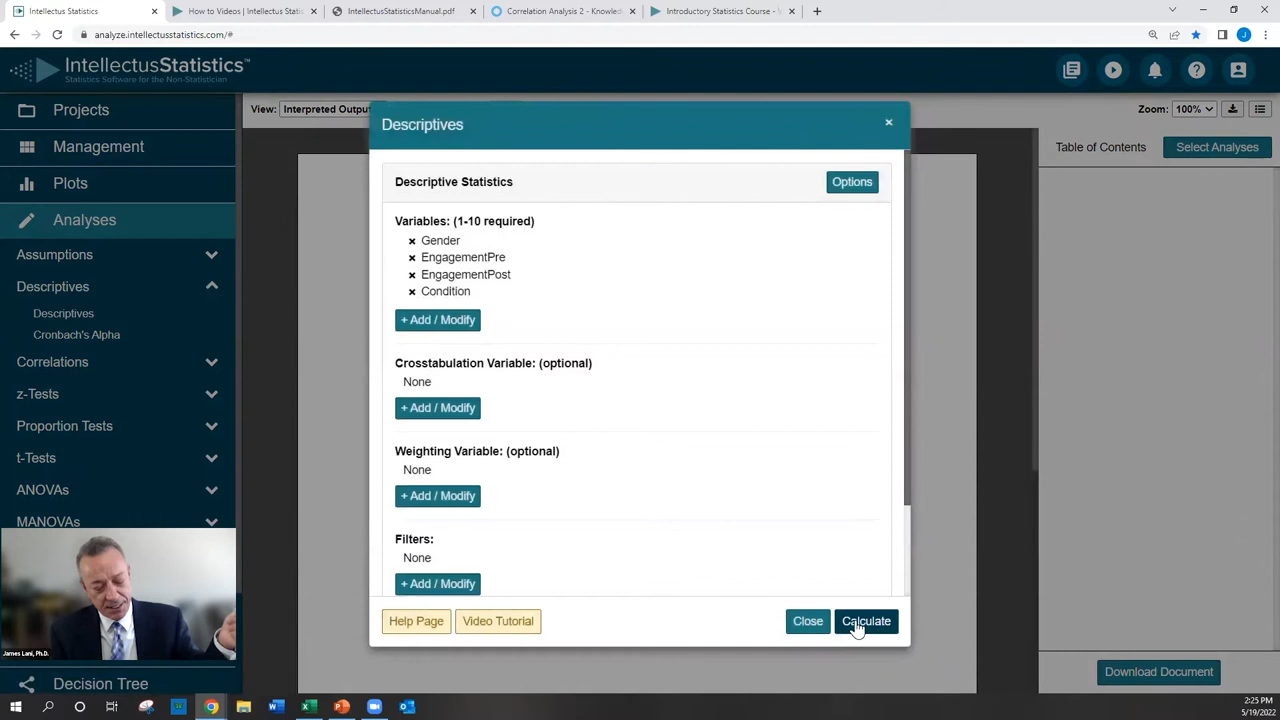 Intellectus Statistics
How to Videos | Intellectus Statis
IntellectusStatisticsManual.pdf
Correlation Analysis 2 - Knowled
Introductory Statistics Course - I
analyze.intellectusstatistics.com/#
IntellectusStatistics™
Statistics Software for the Non-Statistician
Projects
Management
Plots
Analyses
Assumptions
Descriptives
Descriptives
Cronbach's Alpha
Correlations
z-Tests
Proportion Tests
t-Tests
ANOVAs
MANOVAs
James Lani, Ph.D.
Decision Tree
View: Interpreted Output
Zoom: 100%
Descriptives
Descriptive Statistics
Options
Variables: (1-10 required)
Gender
EngagementPre
EngagementPost
Condition
+ Add / Modify
Crosstabulation Variable: (optional)
None
+ Add / Modify
Weighting Variable: (optional)
None
+ Add / Modify
Filters:
None
+ Add / Modify
Help Page
Video Tutorial
Close
Calculate
Table of Contents
Select Analyses
Download Document
2:25 PM
5/19/2022